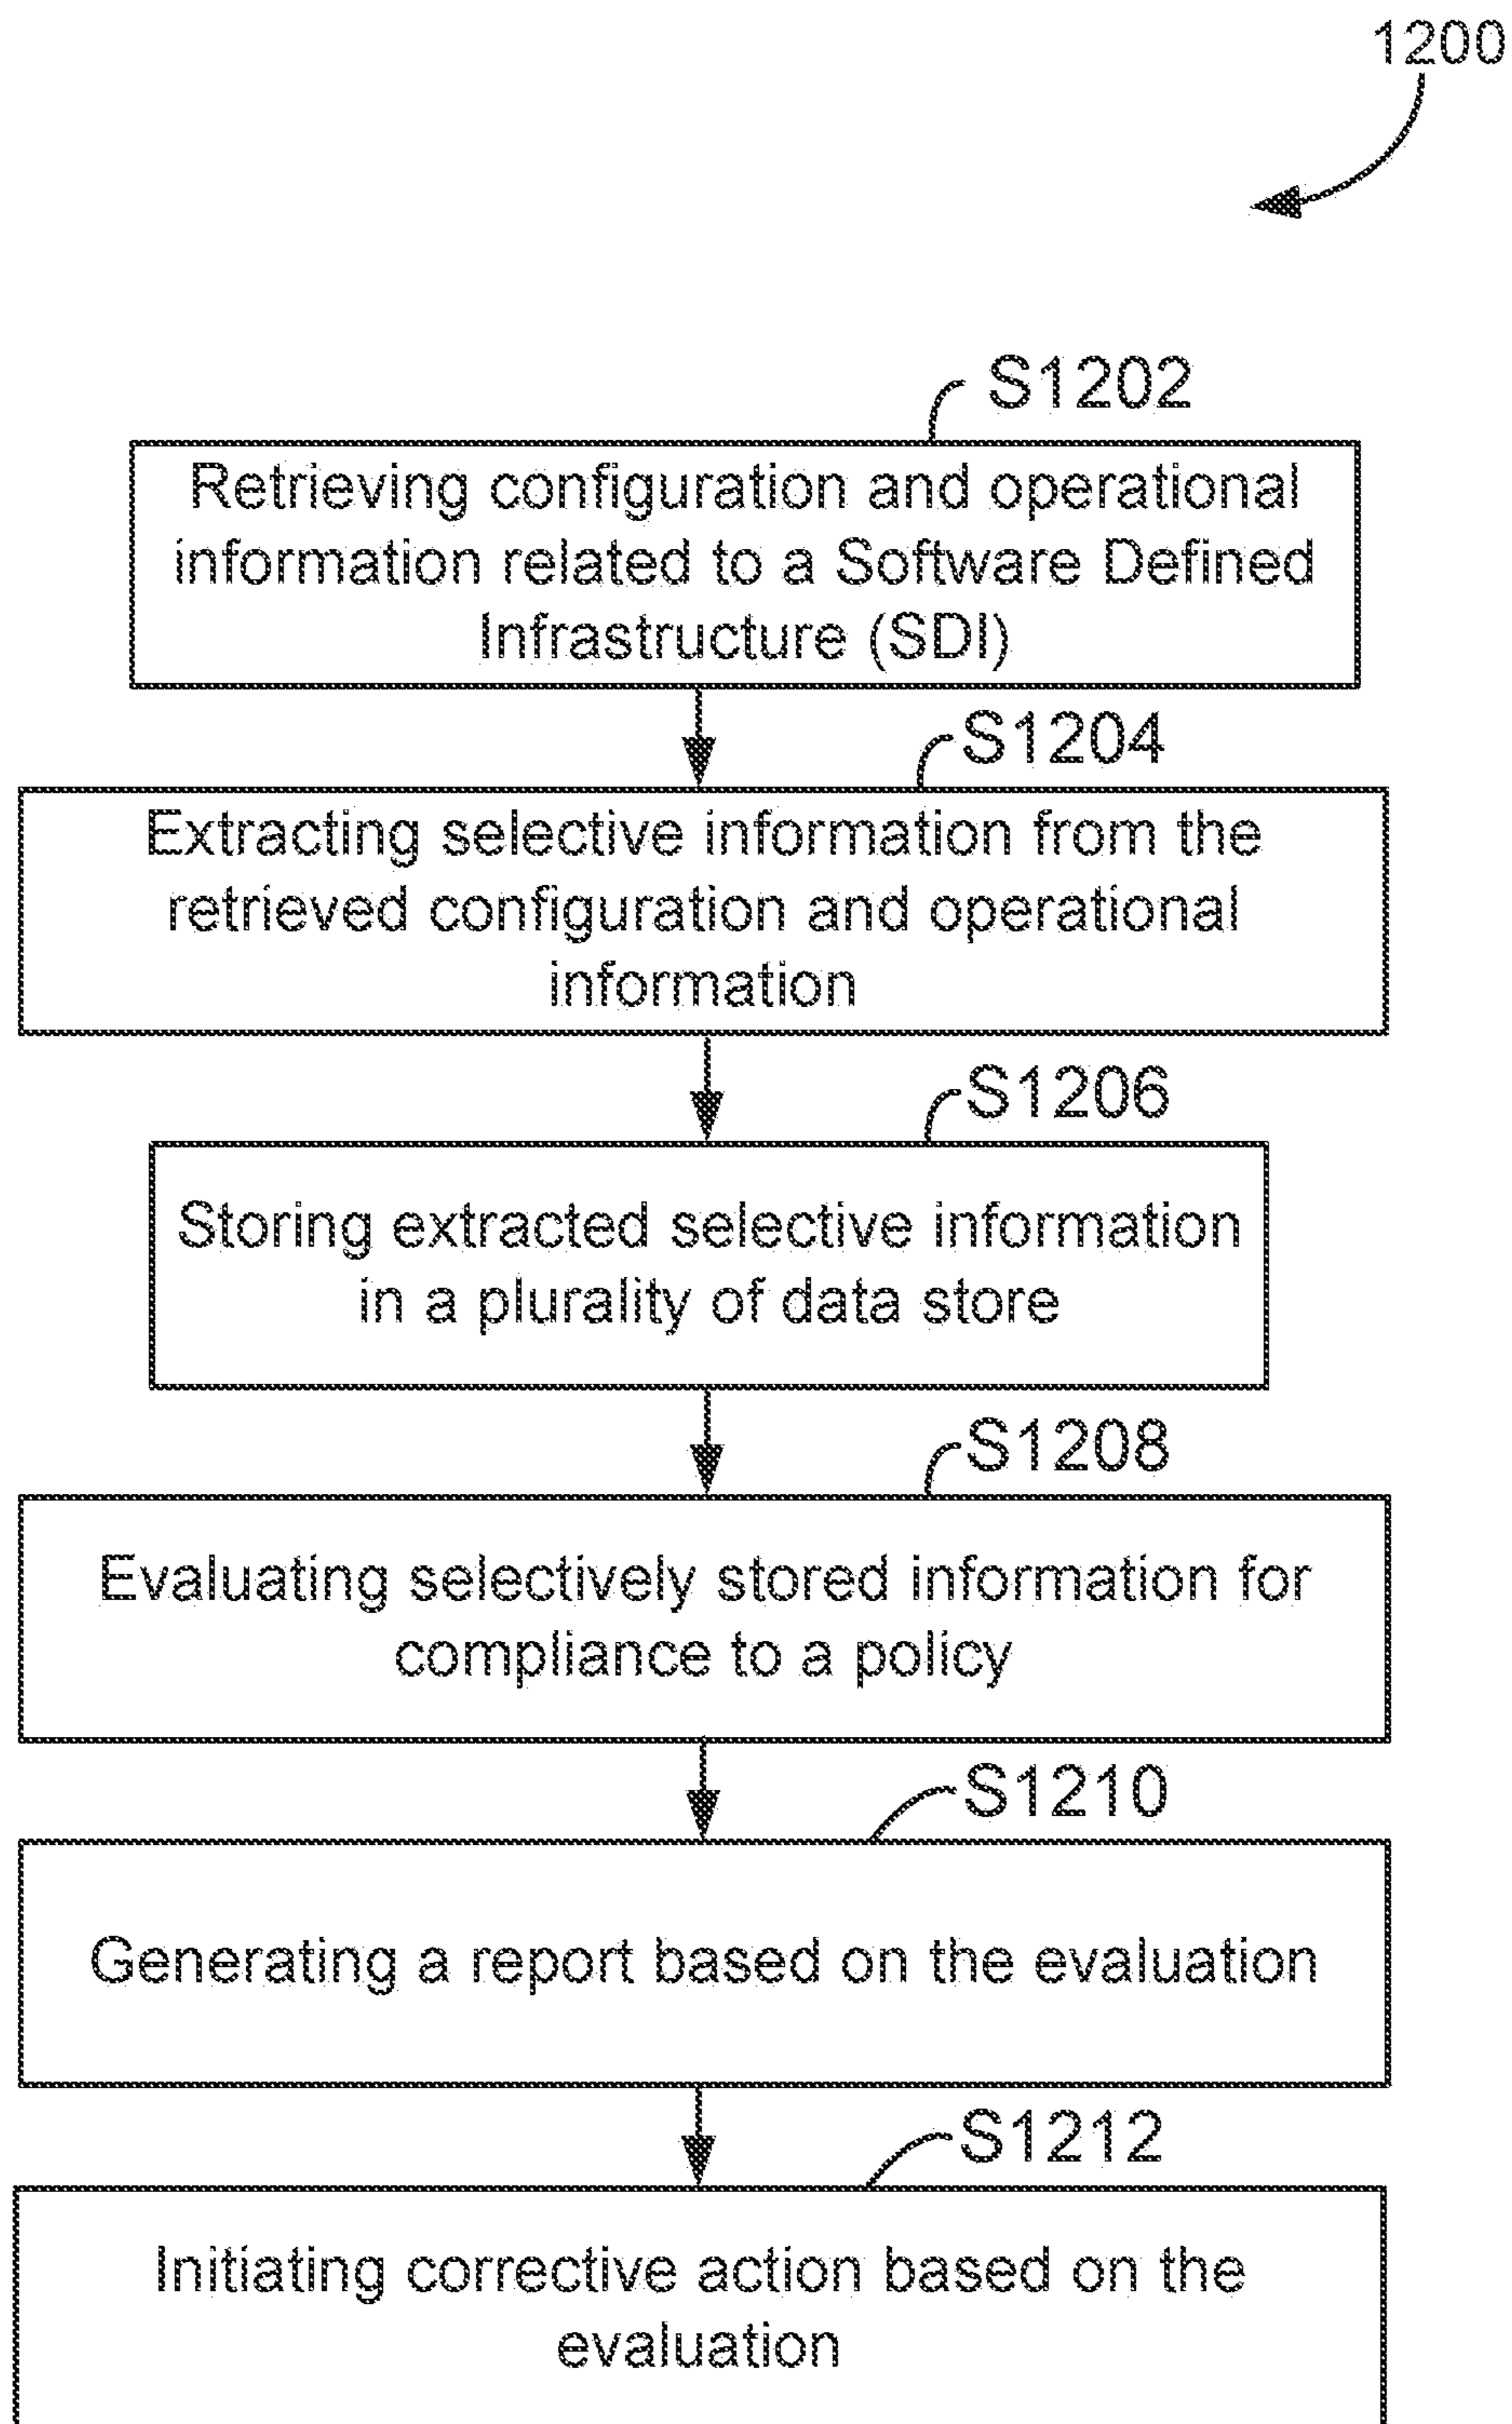 1200
S1202
Retrieving configuration and operational
information related to a Software Defined
Infrastructure (SDI)
S1204
Extracting selective information from the
retrieved configuration and operational
information
S1206
Storing extracted selective information
in a plurality of data store
S1208
Evaluating selectively stored information for
compliance to a policy
S1210
Generating a report based on the evaluation
S1212
Initiating corrective action based on the
evaluation